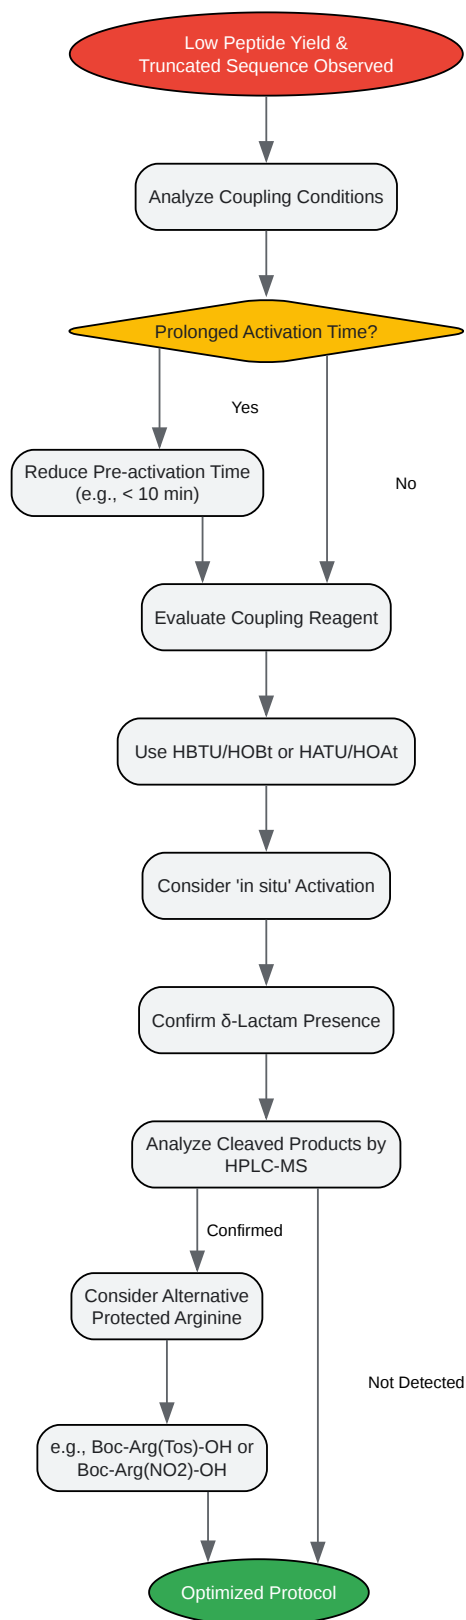 Low Peptide Yield &
Truncated Sequence Observed
Analyze Coupling Conditions
Prolonged Activation Time?
Yes
Reduce Pre-activation Time
(e.g., < 10 min)
No
Evaluate Coupling Reagent
Use HBTU/HOBt or HATU/HOAt
Consider 'in situ' Activation
Confirm δ-Lactam Presence
Analyze Cleaved Products by
HPLC-MS
Confirmed
Consider Alternative
Protected Arginine
Not Detected
e.g., Boc-Arg(Tos)-OH or
Boc-Arg(NO2)-OH
Optimized Protocol